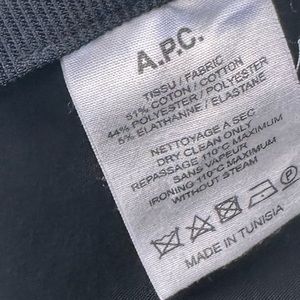 A.P.C.
TISSU / FABRIC
51% COTON / COTTON
44% POLYESTER / POLYESTER
5% ELATHANNE / ELASTANE
NETTOYAGE A SEC
DRY CLEAN ONLY
REPASSAGE 110°C MAXIMUM
SANS VAPEUR
IRONING 110°C MAXIMUM
WITHOUT STEAM
MADE IN TUNISIA